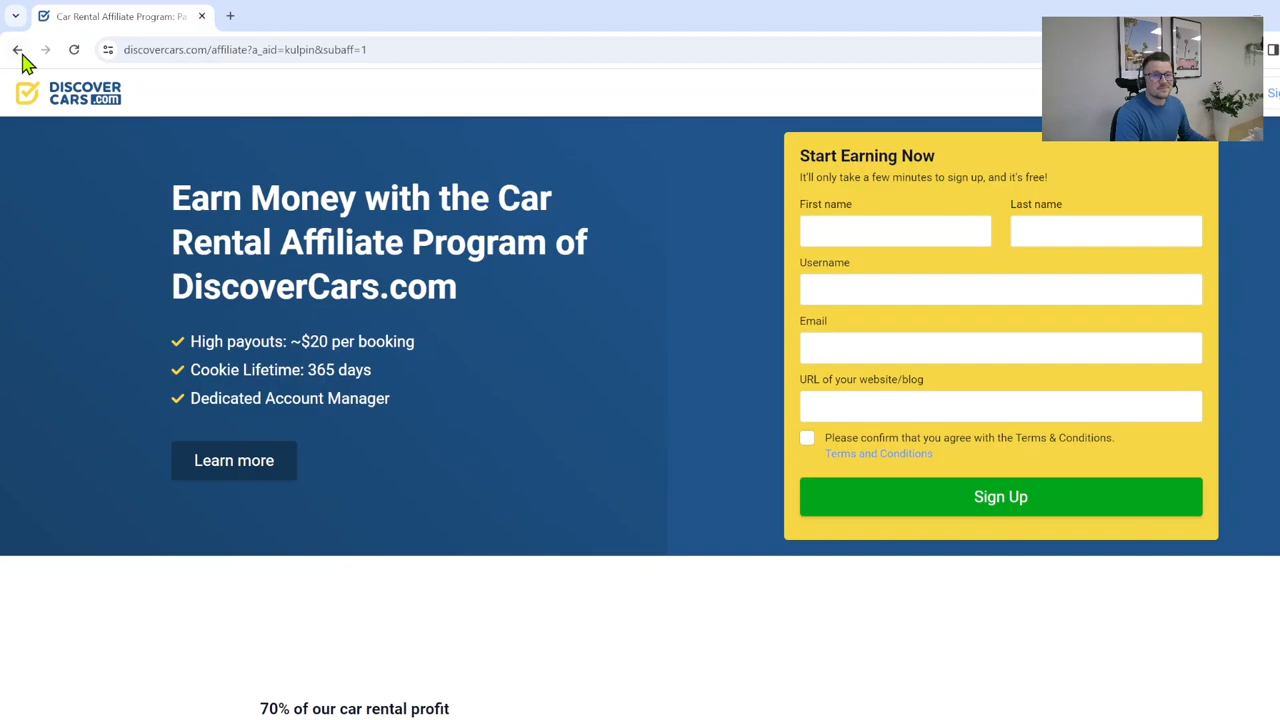 Car Rental Affiliate Program: Pa
discovercars.com/affiliate?a_aid=kulpin&subaff=1
DISCOVER
CARS.com
Earn Money with the Car
Rental Affiliate Program of
DiscoverCars.com
High payouts: ~$20 per booking
Cookie Lifetime: 365 days
Dedicated Account Manager
Learn more
Start Earning Now
It'll only take a few minutes to sign up, and it's free!
First name
Last name
Username
Email
URL of your website/blog
Please confirm that you agree with the Terms & Conditions.
Terms and Conditions
Sign Up
70% of our car rental profit